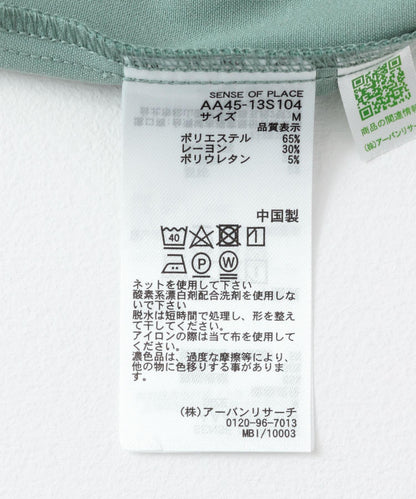 SENSE OF PLACE
AA45-13S104
サイズ M
品質表示
ポリエステル 65%
レーヨン 30%
ポリウレタン 5%
中国製
40
P W
ネットを使用して下さい
酸素系漂白剤配合洗剤を使用しな
いで下さい
脱水は短時間で処理し、形を整え
て干してください。
アイロンの際は当て布を使用して
ください。
濃色品は、過度な摩擦等により、
他の物に色移りする事がありま
す。
(株)アーバンリサーチ
0120-96-7013
MBI/10003
商品の関連情報
(株)アーバンリサ